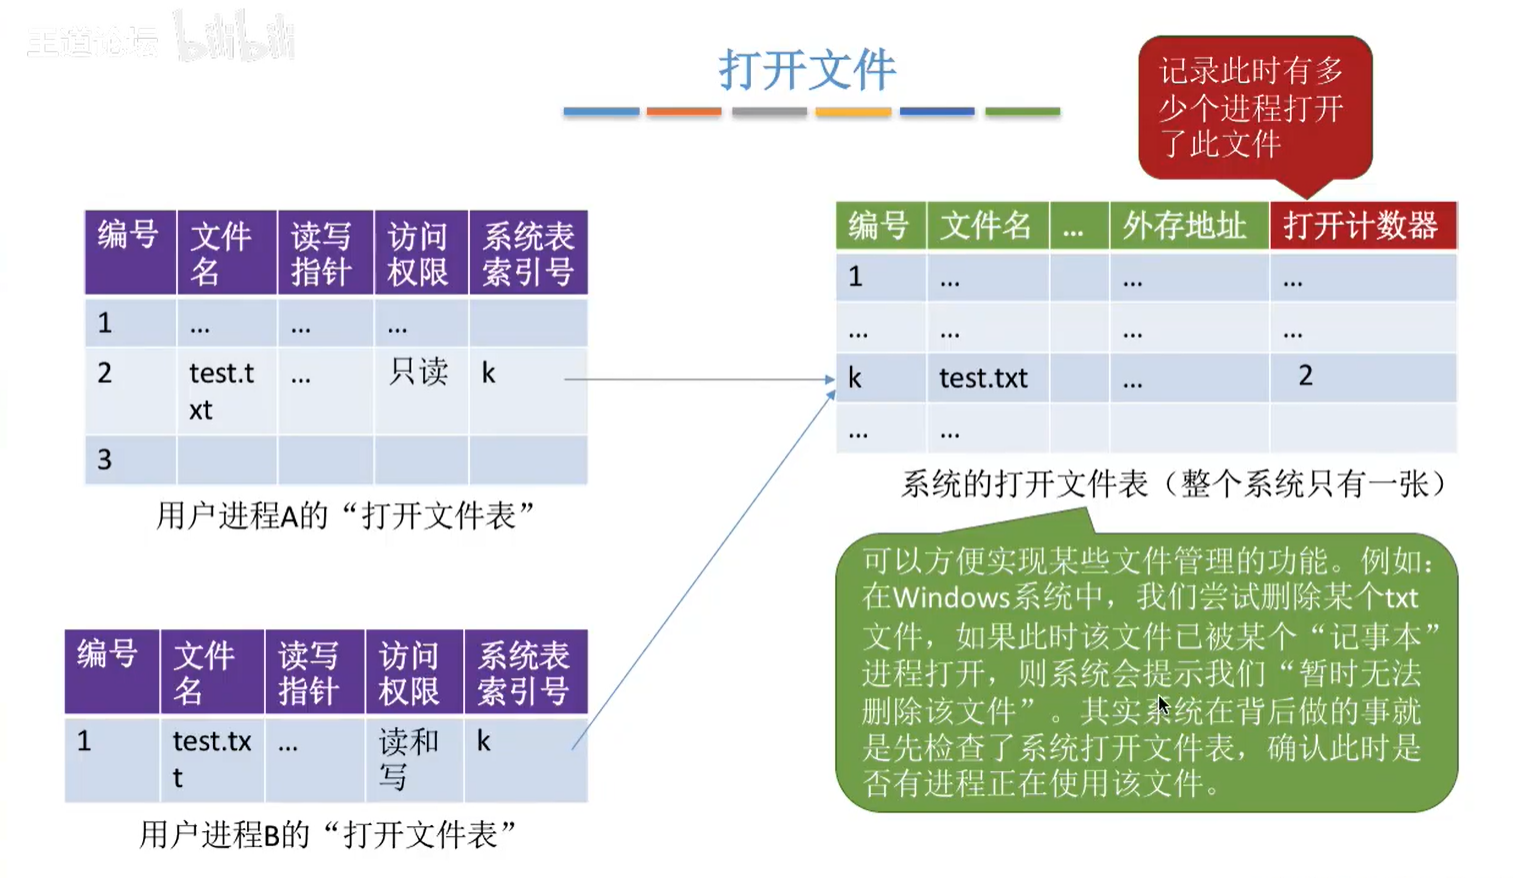 王道论坛 bilibili
打开文件
记录此时有多
少个进程打开
了此文件
编号 文件名 读写指针 访问权限 系统表索引号
1 ... ... ...
2 test.txt ... 只读 k
3
用户进程A的“打开文件表”
编号 文件名 ... 外存地址 打开计数器
1 ... ... ...
... ... ... ...
k test.txt ... 2
... ...
系统的打开文件表（整个系统只有一张）
可以方便实现某些文件管理的功能。例如：
在Windows系统中，我们尝试删除某个txt
文件，如果此时该文件已被某个“记事本”
进程打开，则系统会提示我们“暂时无法
删除该文件”。其实系统在背后做的事就
是先检查了系统打开文件表，确认此时是
否有进程正在使用该文件。
编号 文件名 读写指针 访问权限 系统表索引号
1 test.txt ... 读和写 k
用户进程B的“打开文件表”